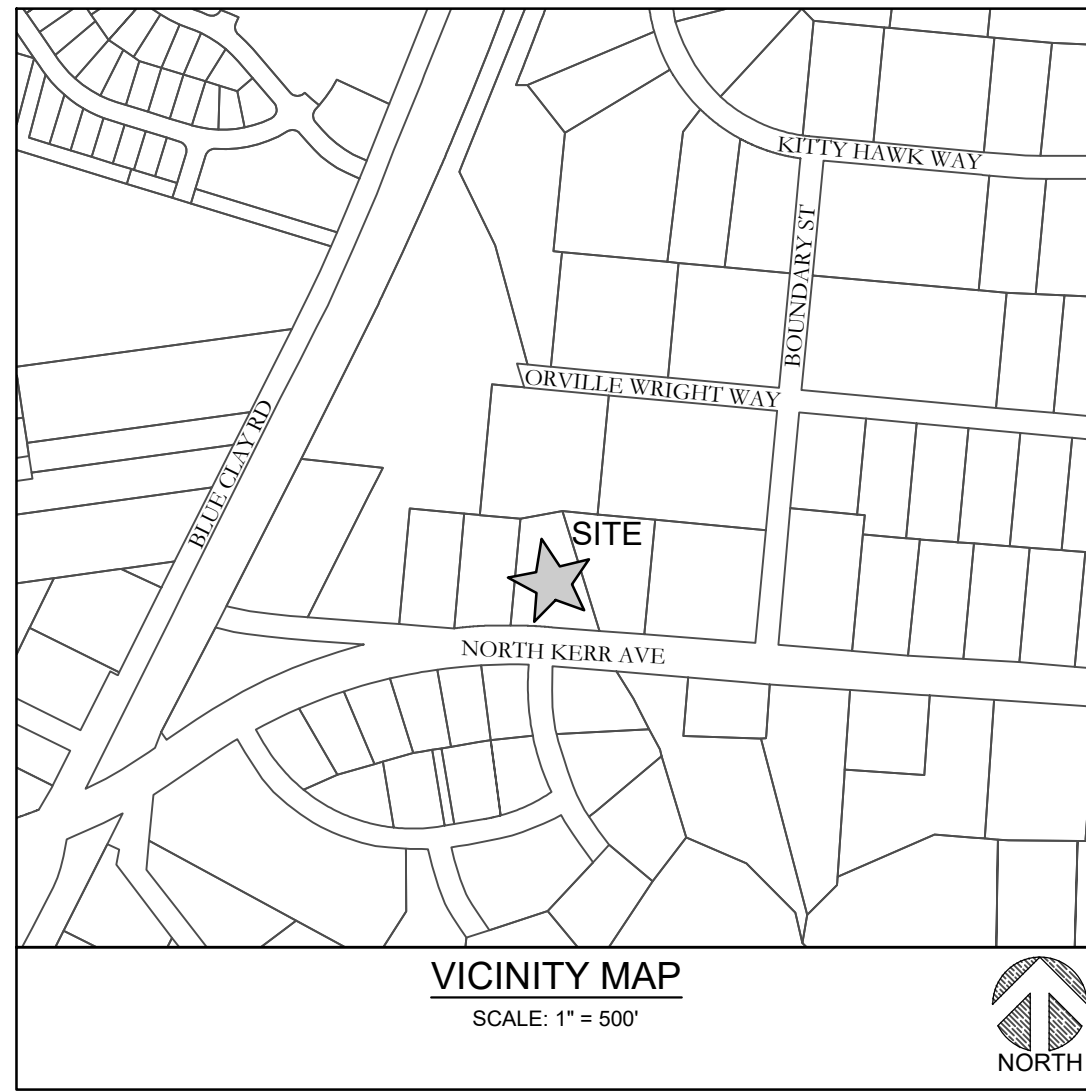 KITTY HAWK WAY
BOUNDARY ST
ORVILLE WRIGHT WAY
BLUE CLAY RD
SITE
NORTH KERR AVE
VICINITY MAP
SCALE: 1" = 500'
NORTH